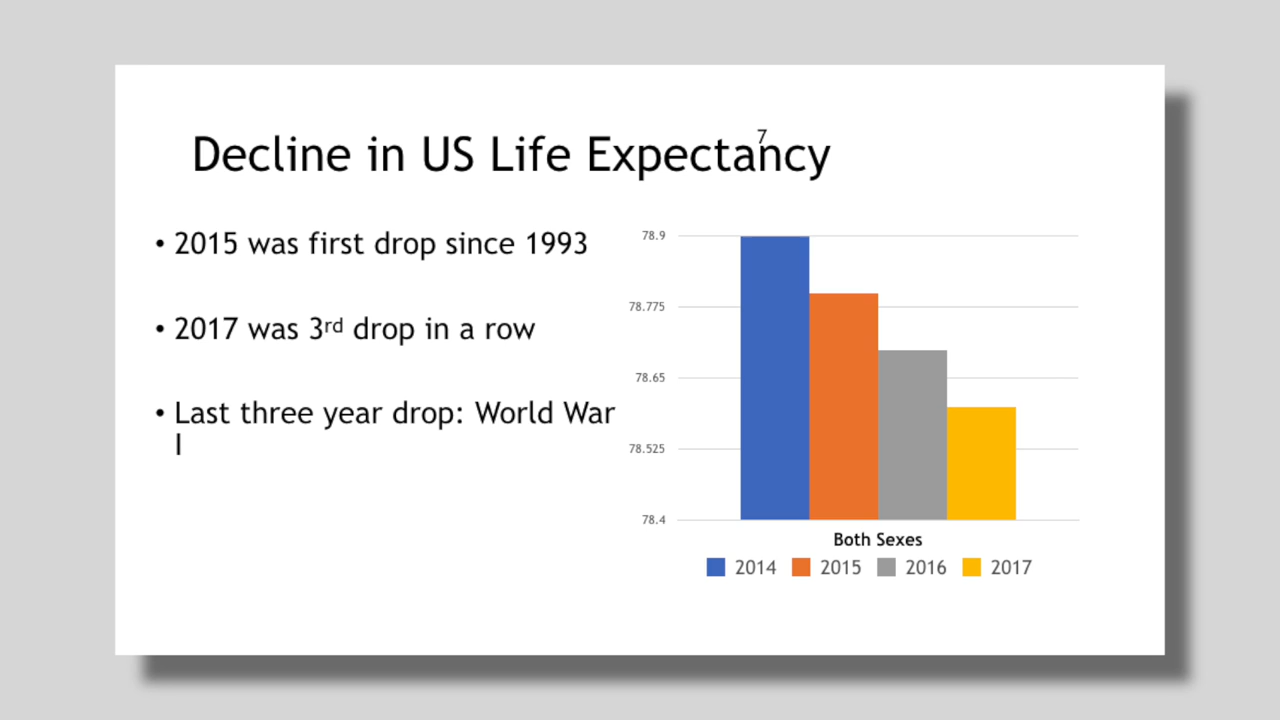 7
Decline in US Life Expectancy
• 2015 was first drop since 1993
• 2017 was 3rd drop in a row
• Last three year drop: World War
I
78.9
78.775
78.65
78.525
78.4
Both Sexes
2014 2015 2016 2017